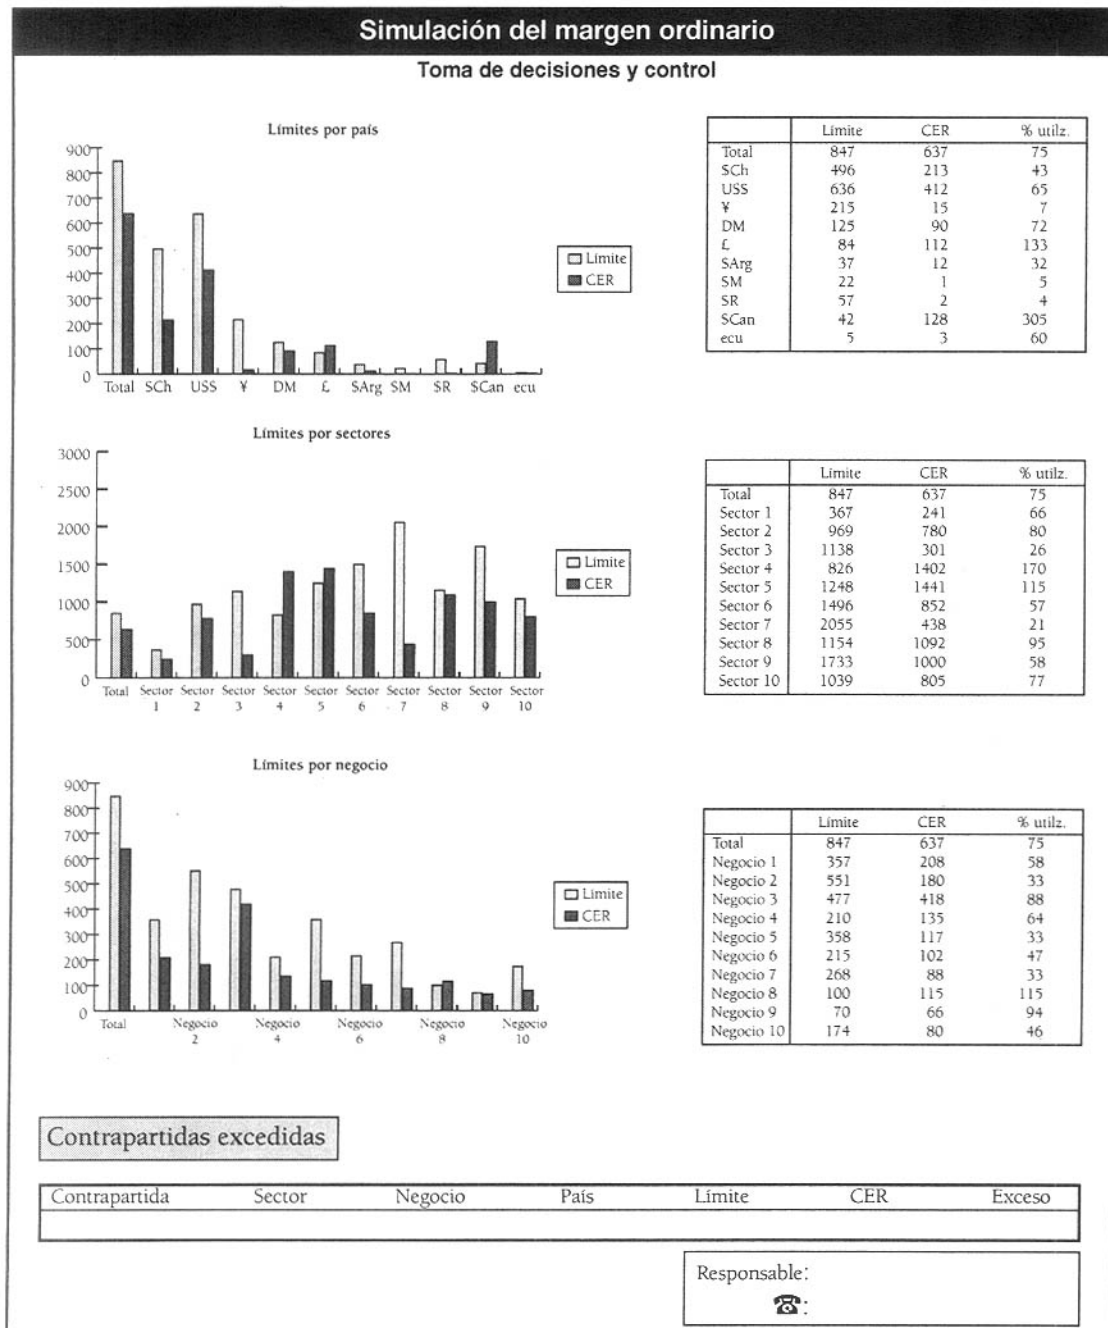 Simulación del margen ordinario
Toma de decisiones y control
Límites por país
900
800
700
600
500
400
300
200
100
0
Total $Ch US$ ¥ DM £ $Arg $M $R $Can ecu
Límite
CER
Límite CER % utilz.
Total 847 637 75
$Ch 496 213 43
US$ 636 412 65
¥ 215 15 7
DM 125 90 72
£ 84 112 133
$Arg 37 12 32
$M 22 1 5
$R 57 2 4
$Can 42 128 305
ecu 5 3 60
Límites por sectores
3000
2500
2000
1500
1000
500
0
Total Sector Sector Sector Sector Sector Sector Sector Sector Sector Sector
1 2 3 4 5 6 7 8 9 10
Límite
CER
Límite CER % utilz.
Total 847 637 75
Sector 1 367 241 66
Sector 2 969 780 80
Sector 3 1138 301 26
Sector 4 826 1402 170
Sector 5 1248 1441 115
Sector 6 1496 852 57
Sector 7 2055 438 21
Sector 8 1154 1092 95
Sector 9 1733 1000 58
Sector 10 1039 805 77
Límites por negocio
900
800
700
600
500
400
300
200
100
0
Total Negocio Negocio Negocio Negocio Negocio
2 4 6 8 10
Límite
CER
Límite CER % utilz.
Total 847 637 75
Negocio 1 357 208 58
Negocio 2 551 180 33
Negocio 3 477 418 88
Negocio 4 210 135 64
Negocio 5 358 117 33
Negocio 6 215 102 47
Negocio 7 268 88 33
Negocio 8 100 115 115
Negocio 9 70 66 94
Negocio 10 174 80 46
Contrapartidas excedidas
Contrapartida Sector Negocio País Límite CER Exceso
Responsable:
☎: